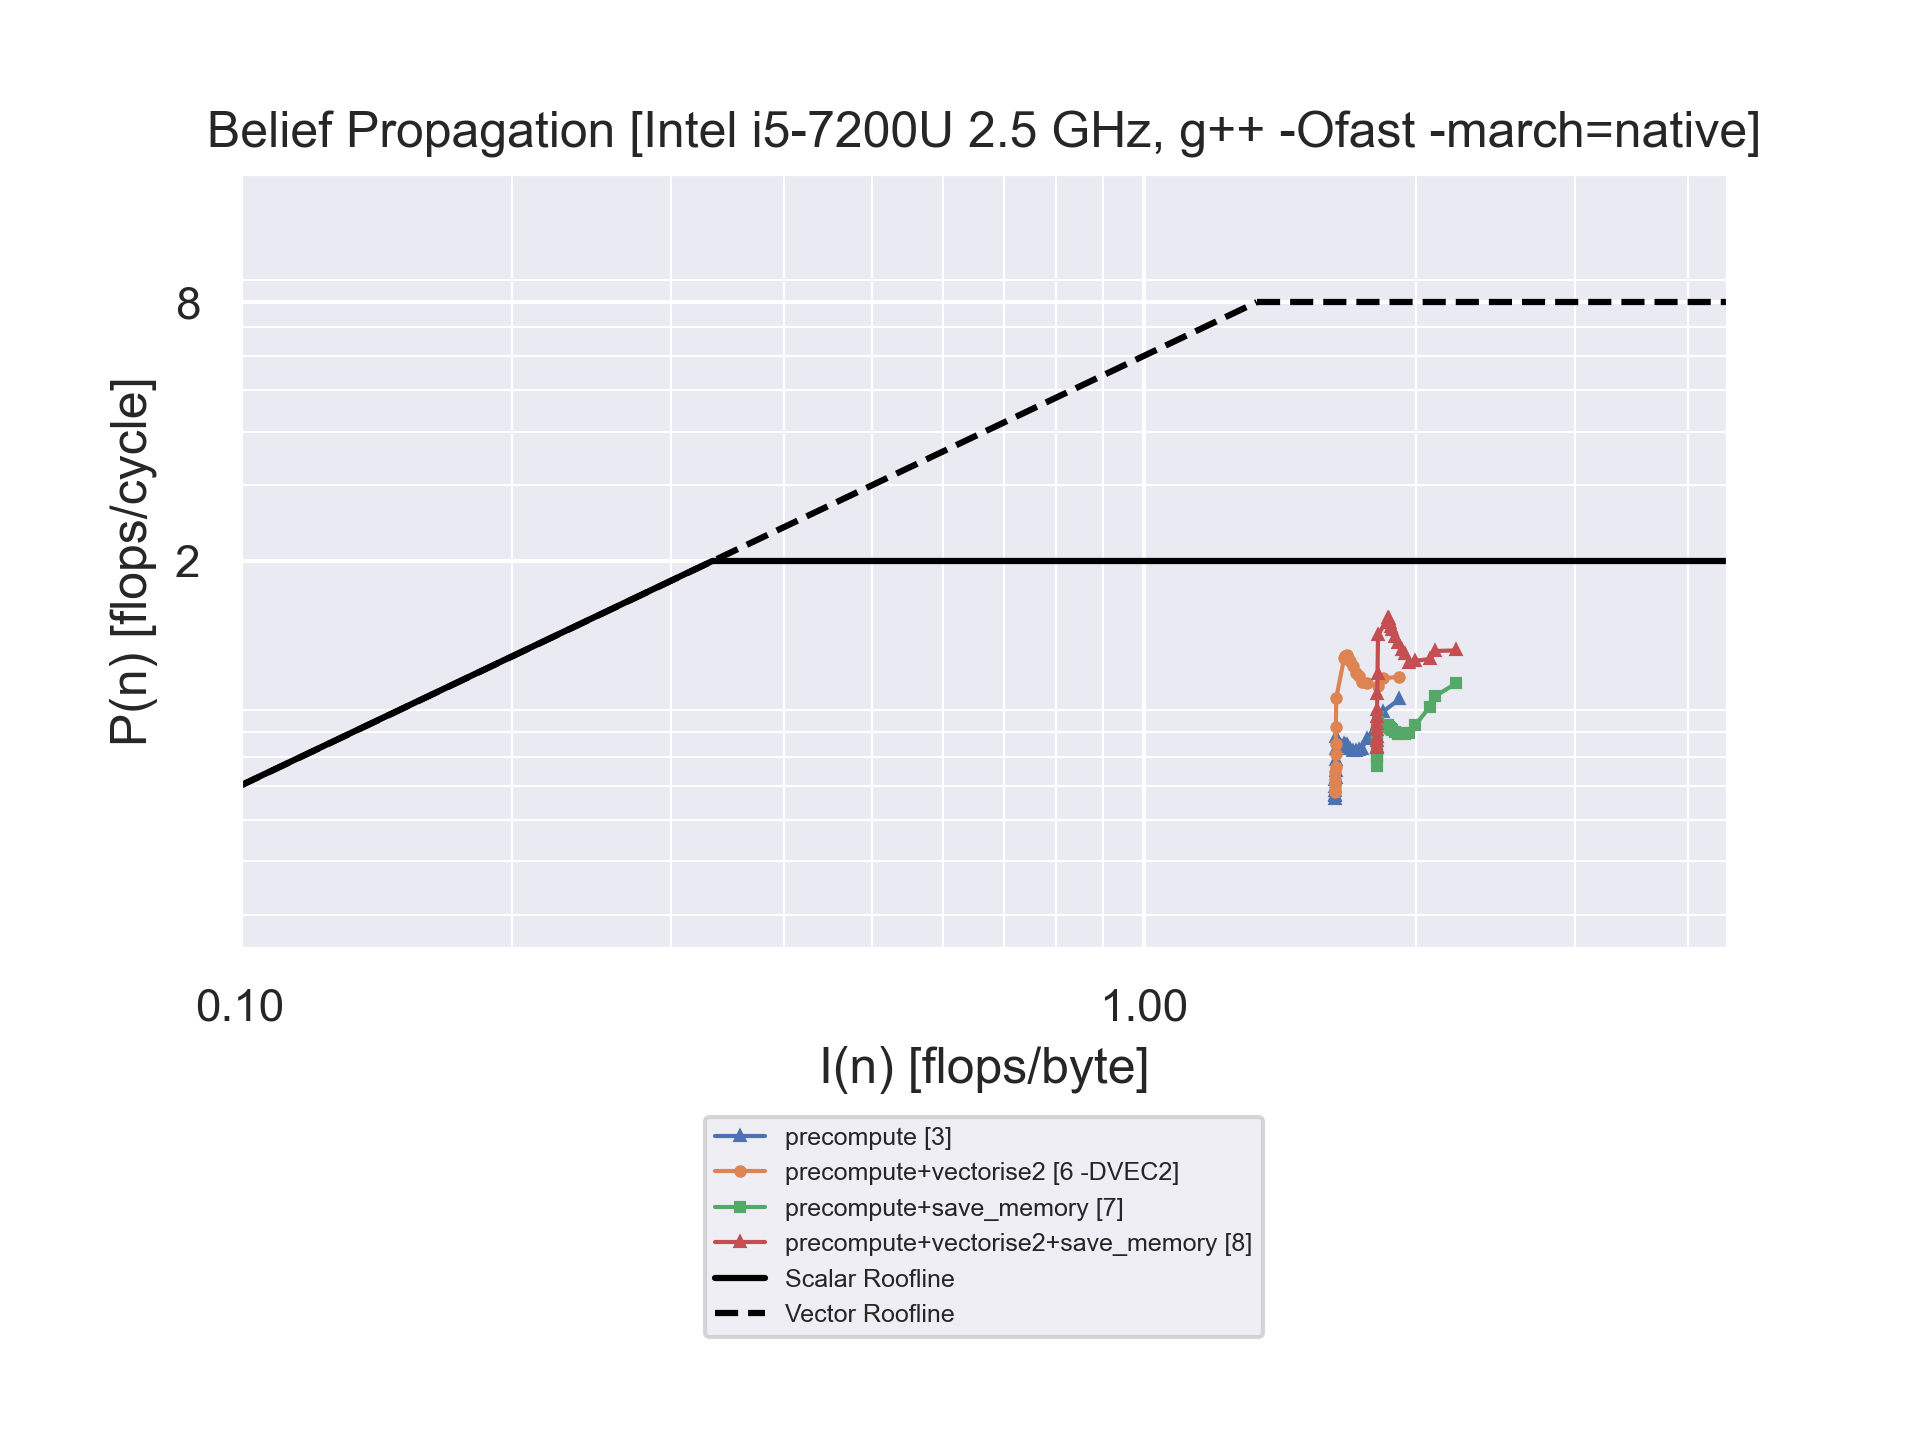 Belief Propagation [Intel i5-7200U 2.5 GHz, g++ -Ofast -march=native]
8
2
P(n) [flops/cycle]
0.10
1.00
I(n) [flops/byte]
precompute [3]
precompute+vectorise2 [6 -DVEC2]
precompute+save_memory [7]
precompute+vectorise2+save_memory [8]
Scalar Roofline
Vector Roofline